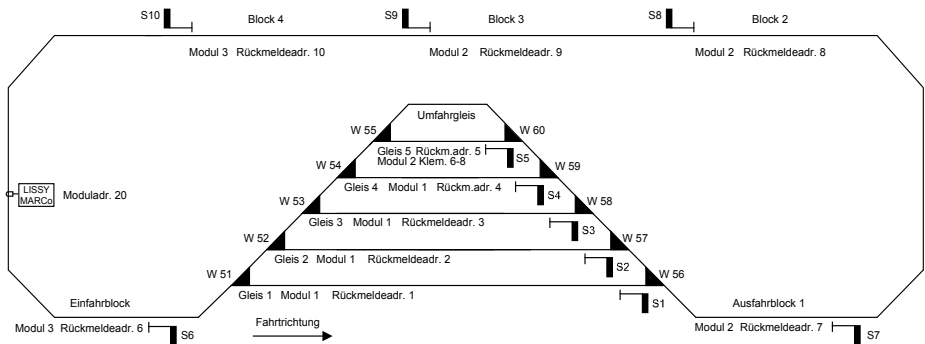 S10 Block 4 S9 Block 3 S8 Block 2
Modul 3 Rückmeldeadr. 10 Modul 2 Rückmeldeadr. 9 Modul 2 Rückmeldeadr. 8
Umfahrgleis
W 55 W 60
Gleis 5 Rückm.adr. 5
Modul 2 Klem. 6-8 S5
W 54 W 59
Gleis 4 Modul 1 Rückm.adr. 4 S4
LISSY
MARCo
Moduladr. 20
W 53 W 58
Gleis 3 Modul 1 Rückmeldeadr. 3 S3
W 52 W 57
Gleis 2 Modul 1 Rückmeldeadr. 2 S2
W 51 W 56
Gleis 1 Modul 1 Rückmeldeadr. 1 S1
Einfahrblock Ausfahrblock 1
Modul 3 Rückmeldeadr. 6 S6
Fahrtrichtung
Modul 2 Rückmeldeadr. 7 S7